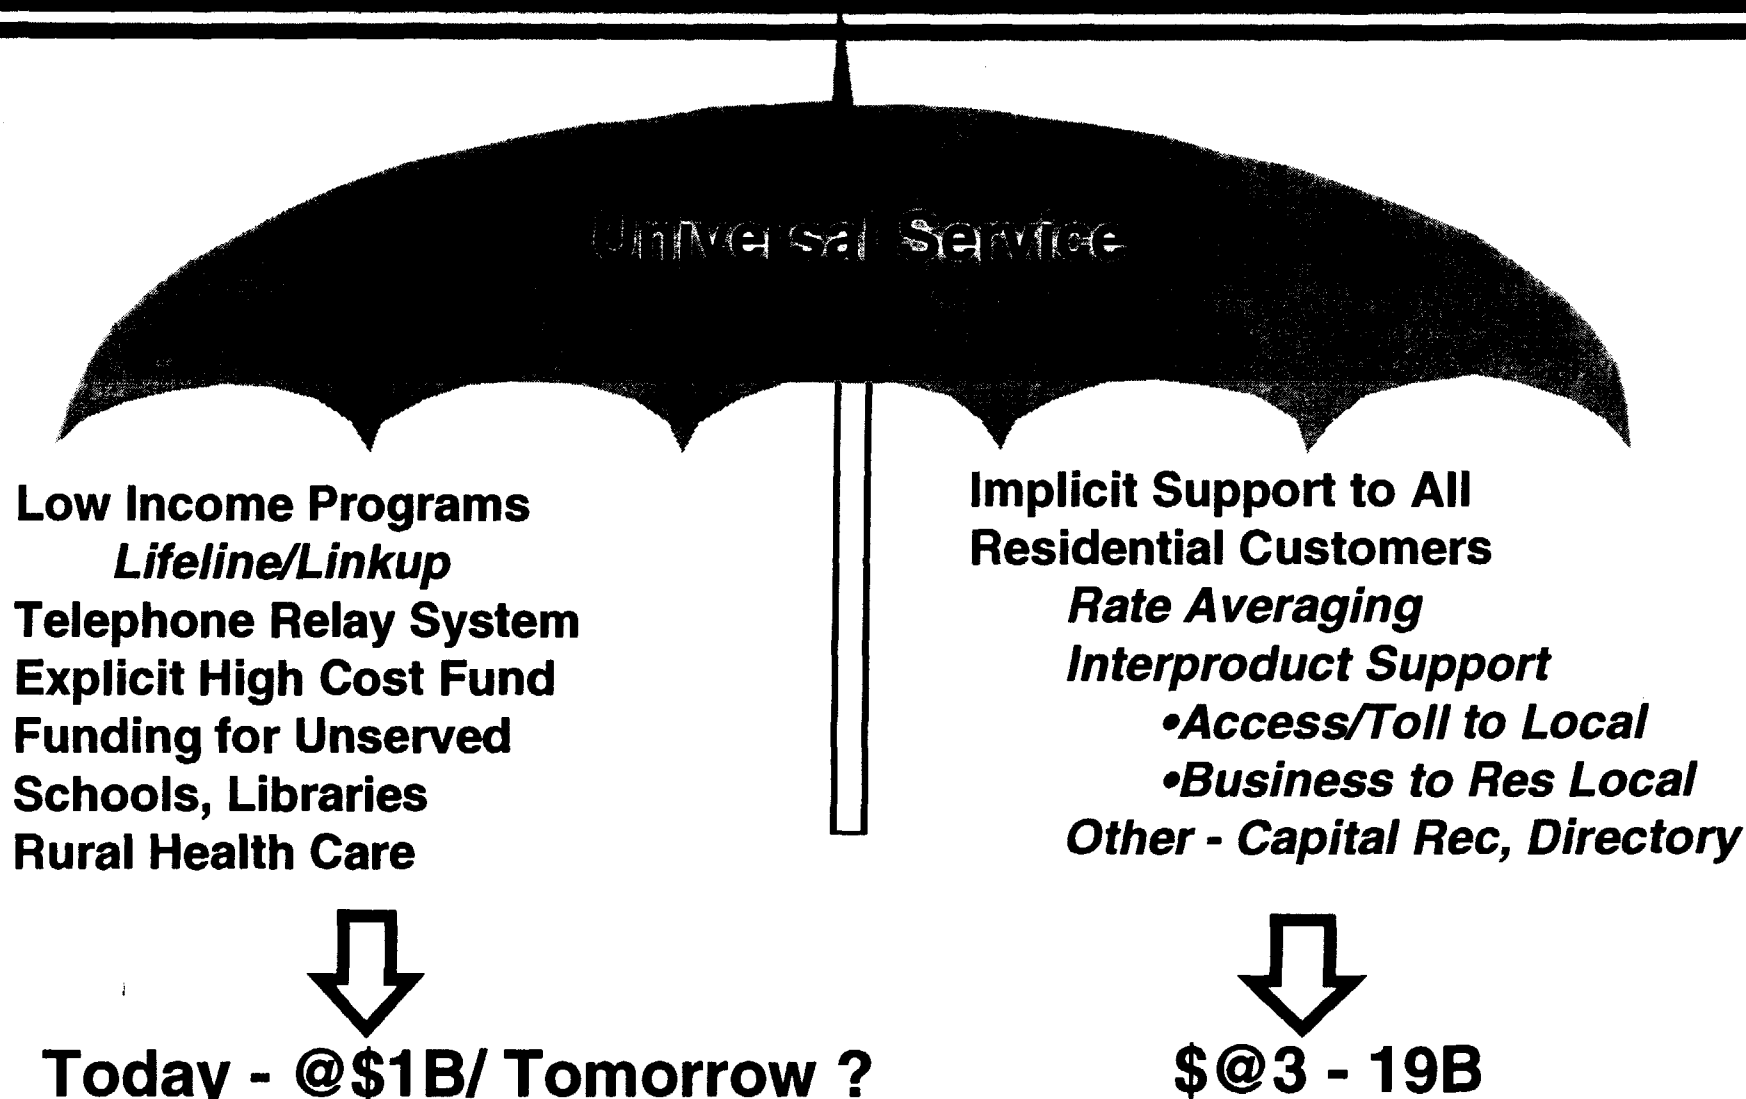 Universal Service
Low Income Programs
Lifeline/Linkup
Telephone Relay System
Explicit High Cost Fund
Funding for Unserved
Schools, Libraries
Rural Health Care
Today - @$1B/ Tomorrow ?
Implicit Support to All
Residential Customers
Rate Averaging
Interproduct Support
•Access/Toll to Local
•Business to Res Local
Other - Capital Rec, Directory
$@3 - 19B